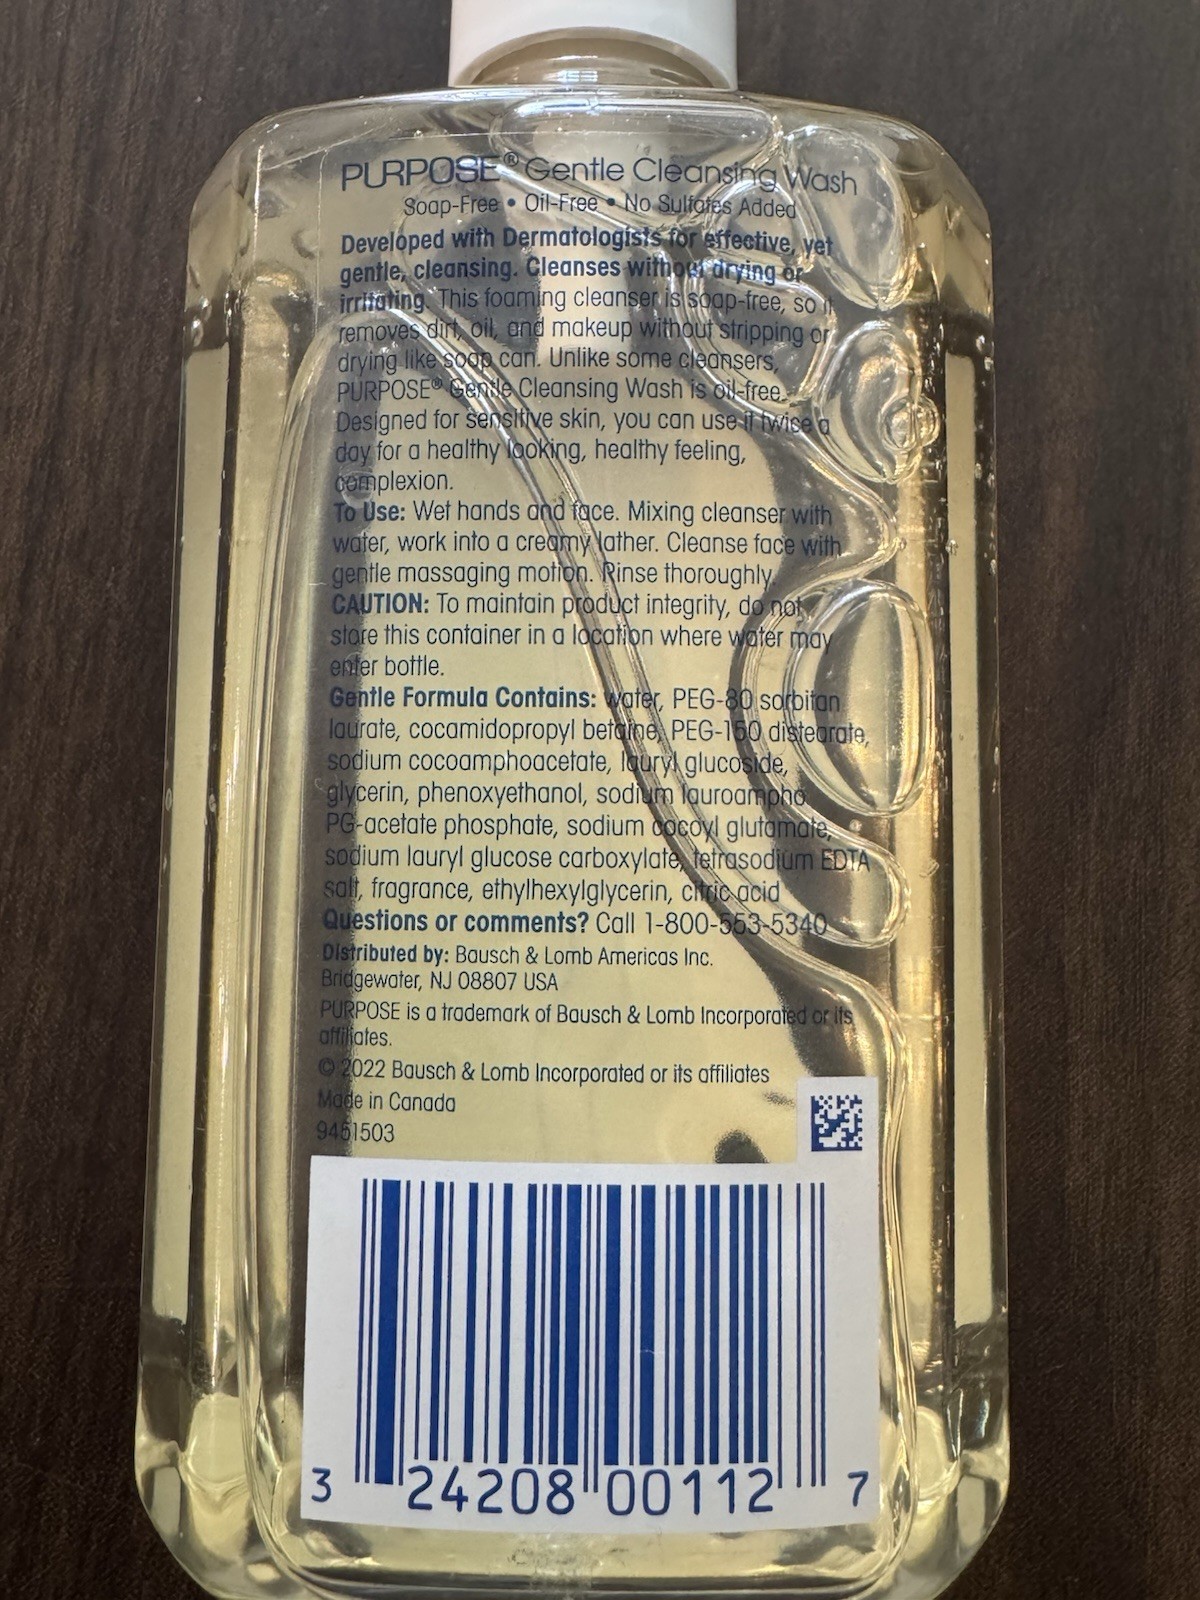 PURPOSE® Gentle Cleansing Wash
Soap-Free • Oil-Free • No Sulfates Added
Developed with Dermatologists for effective, yet
gentle, cleansing. Cleanses without drying or
irritating. This foaming cleanser is soap-free, so it
removes dirt, oil, and makeup without stripping or
drying like soap can. Unlike some cleansers,
PURPOSE® Gentle Cleansing Wash is oil-free.
Designed for sensitive skin, you can use it twice a
day for a healthy looking, healthy feeling,
complexion.
To Use: Wet hands and face. Mixing cleanser with
water, work into a creamy lather. Cleanse face with
gentle massaging motion. Rinse thoroughly.
CAUTION: To maintain product integrity, do not
store this container in a location where water may
enter bottle.
Gentle Formula Contains: water, PEG-80 sorbitan
laurate, cocamidopropyl betaine, PEG-150 distearate,
sodium cocoamphoacetate, lauryl glucoside,
glycerin, phenoxyethanol, sodium lauroampho
PG-acetate phosphate, sodium cocoyl glutamate,
sodium lauryl glucose carboxylate, tetrasodium EDTA
salt, fragrance, ethylhexylglycerin, citric acid
Questions or comments? Call 1-800-553-5340
Distributed by: Bausch & Lomb Americas Inc.
Bridgewater, NJ 08807 USA
PURPOSE is a trademark of Bausch & Lomb Incorporated or its
affiliates.
© 2022 Bausch & Lomb Incorporated or its affiliates
Made in Canada
9451503
3 24208 00112 7